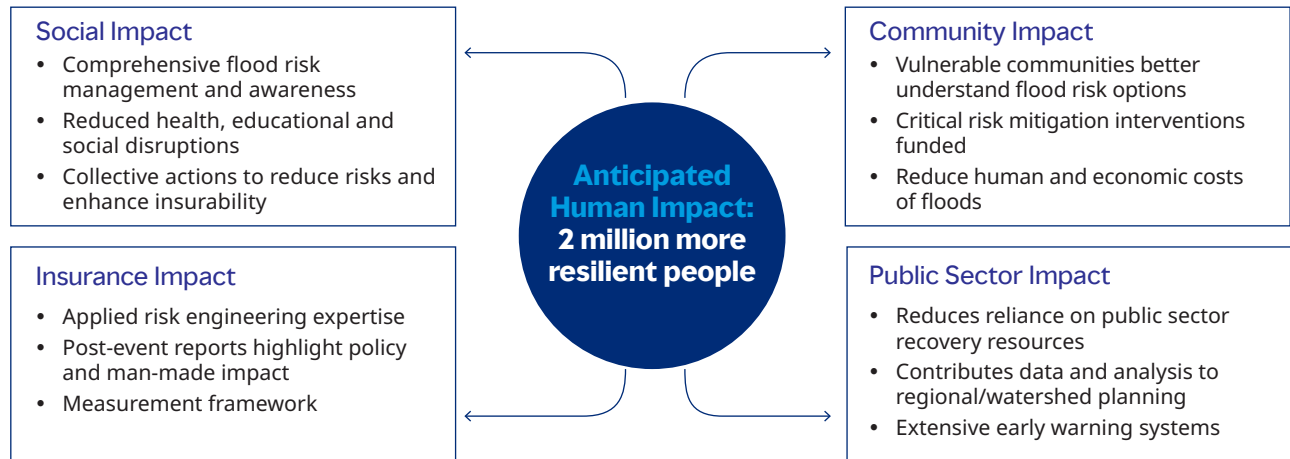 Social Impact
• Comprehensive flood risk
management and awareness
• Reduced health, educational and
social disruptions
• Collective actions to reduce risks and
enhance insurability
Insurance Impact
• Applied risk engineering expertise
• Post-event reports highlight policy
and man-made impact
• Measurement framework
Anticipated
Human Impact:
2 million more
resilient people
Community Impact
• Vulnerable communities better
understand flood risk options
• Critical risk mitigation interventions
funded
• Reduce human and economic costs
of floods
Public Sector Impact
• Reduces reliance on public sector
recovery resources
• Contributes data and analysis to
regional/watershed planning
• Extensive early warning systems